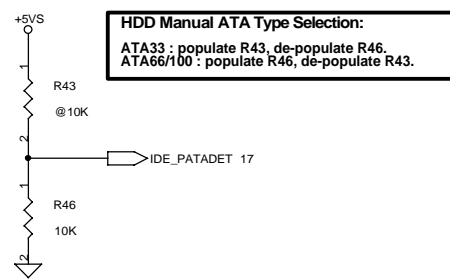 +5VS
HDD Manual ATA Type Selection:
ATA33 : populate R43, de-populate R46.
ATA66/100 : populate R46, de-populate R43.
1
R43
@10K
2
IDE_PATADET 17
1
R46
10K
2